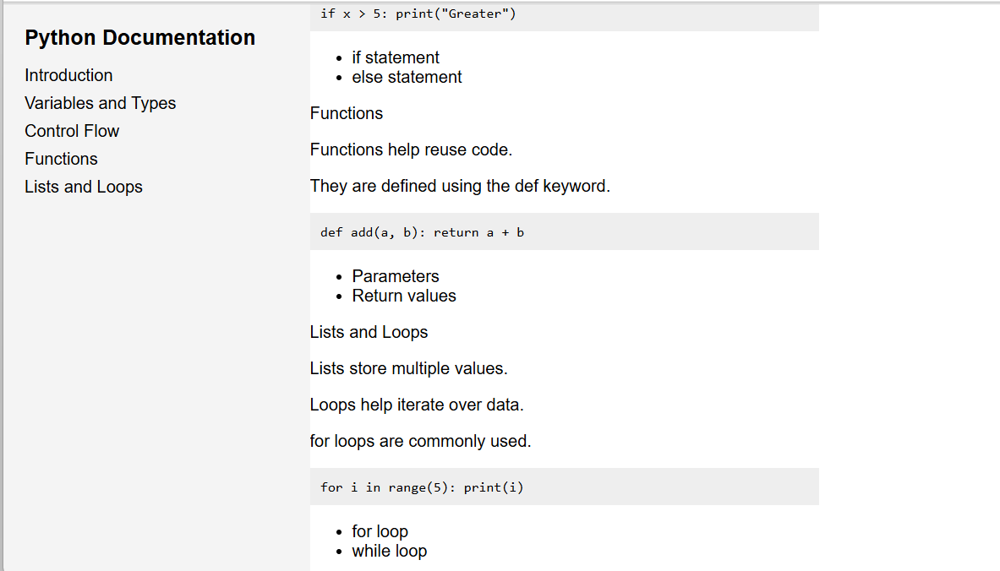 Python Documentation
Introduction
Variables and Types
Control Flow
Functions
Lists and Loops
if x > 5: print("Greater")
if statement
else statement
Functions
Functions help reuse code.
They are defined using the def keyword.
def add(a, b): return a + b
Parameters
Return values
Lists and Loops
Lists store multiple values.
Loops help iterate over data.
for loops are commonly used.
for i in range(5): print(i)
for loop
while loop